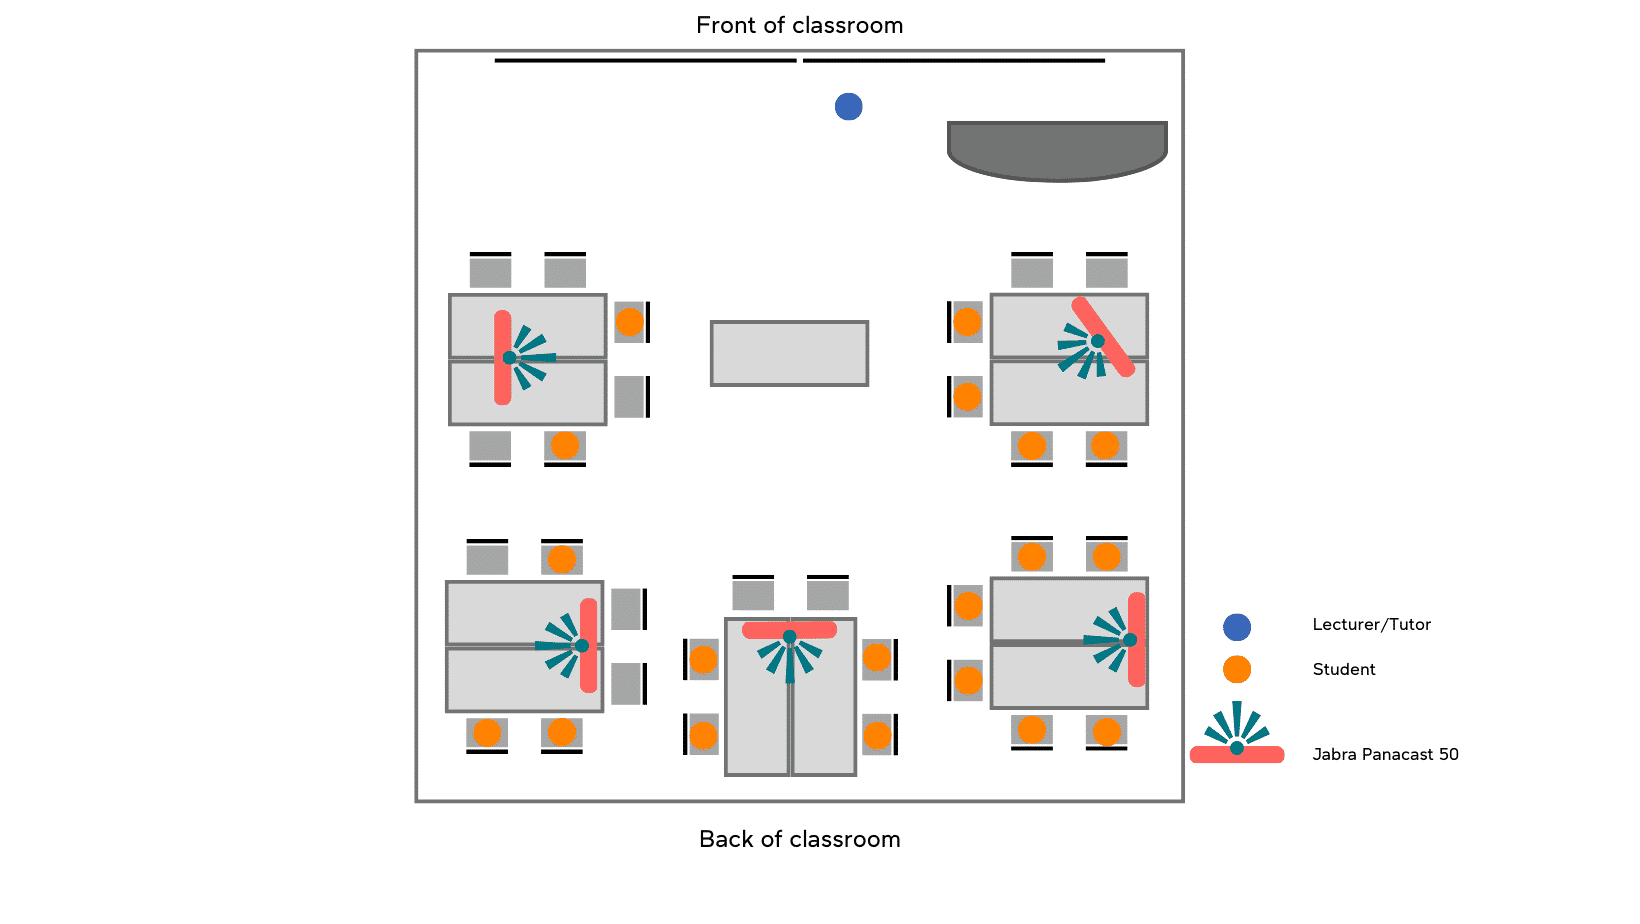 Front of classroom
Lecturer/Tutor
Student
Jabra Panacast 50
Back of classroom